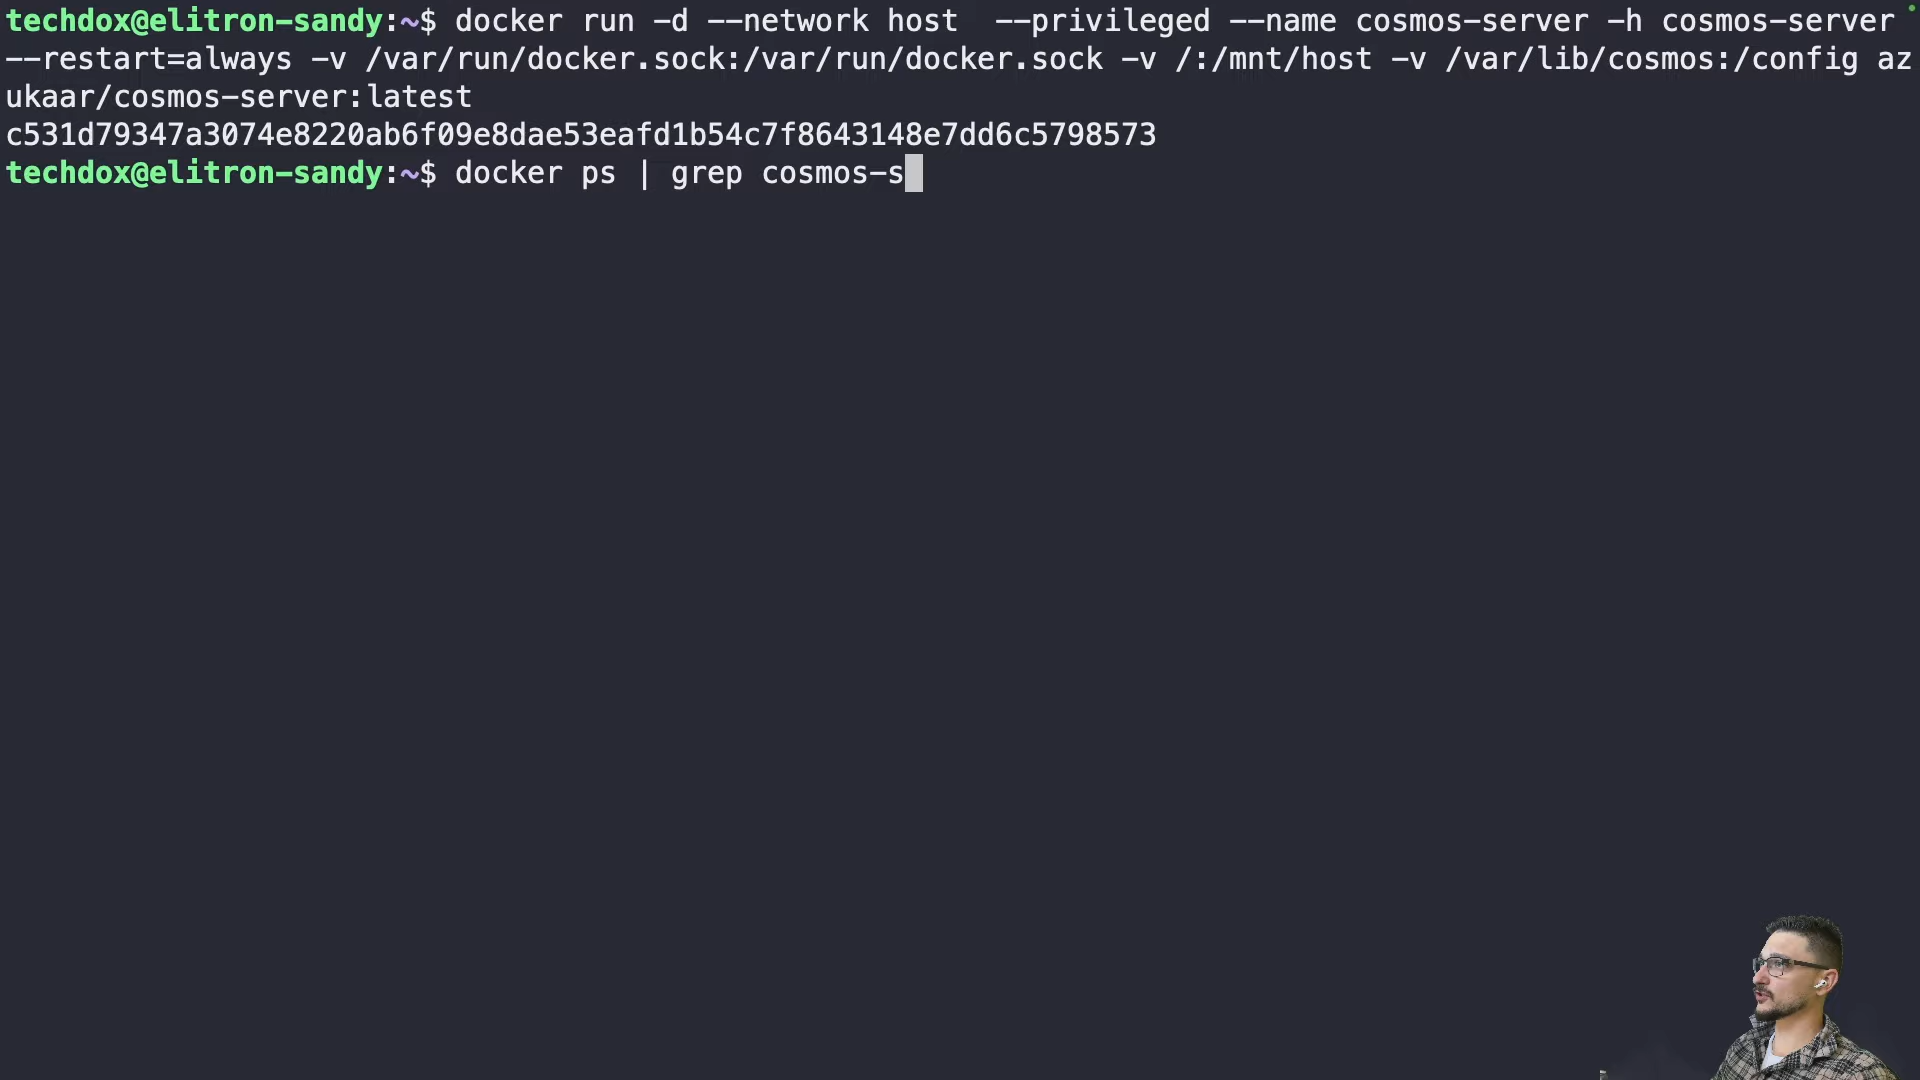 techdox@elitron-sandy:~$ docker run -d --network host  --privileged --name cosmos-server -h cosmos-server
--restart=always -v /var/run/docker.sock:/var/run/docker.sock -v /:/mnt/host -v /var/lib/cosmos:/config az
ukaar/cosmos-server:latest
c531d79347a3074e8220ab6f09e8dae53eafd1b54c7f8643148e7dd6c5798573
techdox@elitron-sandy:~$ docker ps | grep cosmos-s